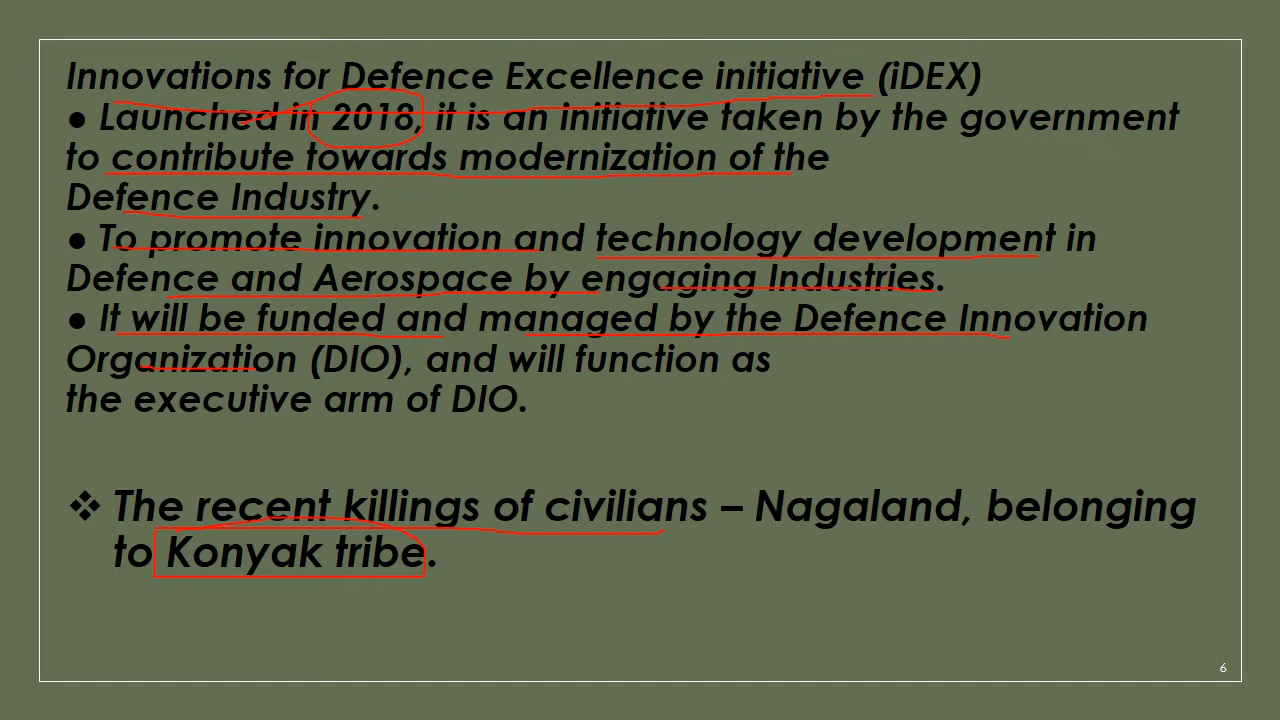 Innovations for Defence Excellence initiative (iDEX)
● Launched in 2018, it is an initiative taken by the government
to contribute towards modernization of the
Defence Industry.
● To promote innovation and technology development in
Defence and Aerospace by engaging Industries.
● It will be funded and managed by the Defence Innovation
Organization (DIO), and will function as
the executive arm of DIO.
❖ The recent killings of civilians – Nagaland, belonging
to Konyak tribe.
6